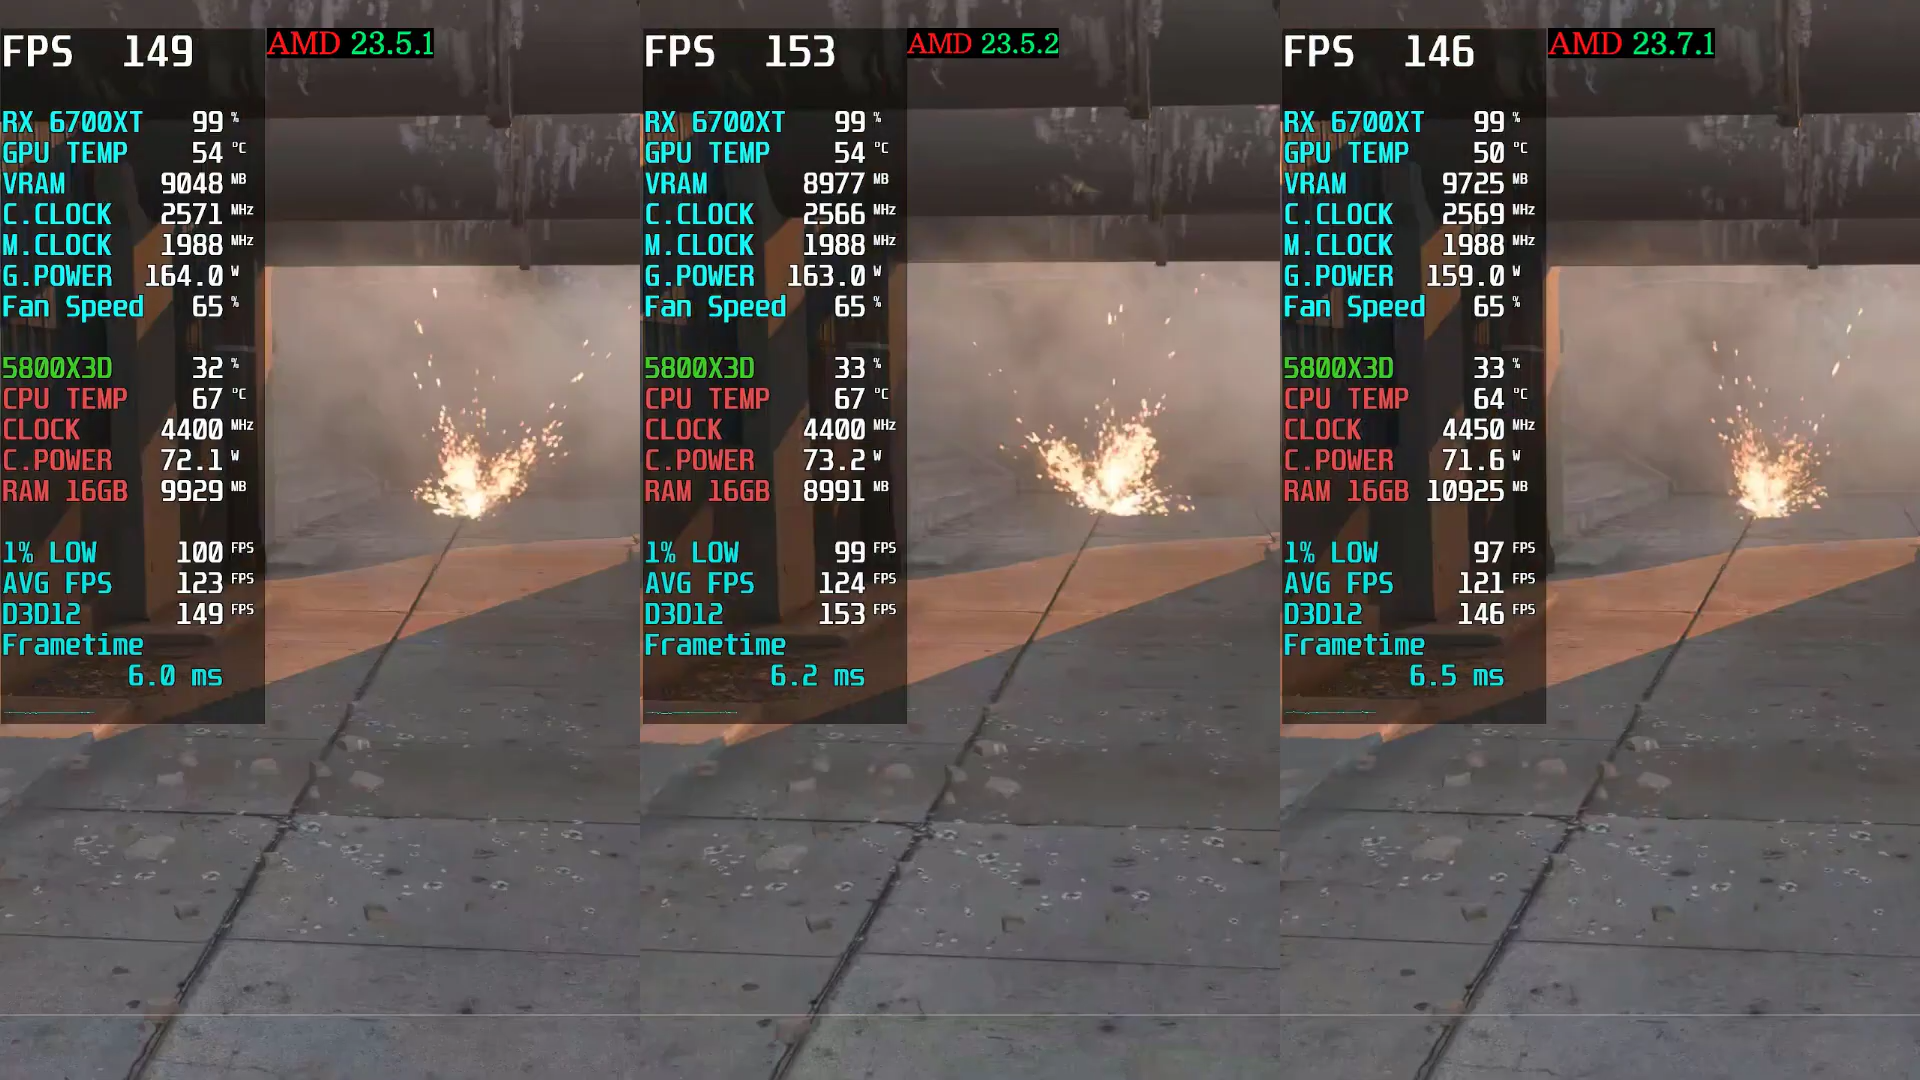 FPS 149
AMD 23.5.1
RX 6700XT 99 %
GPU TEMP 54 °C
VRAM 9048 MB
C.CLOCK 2571 MHz
M.CLOCK 1988 MHz
G.POWER 164.0 W
Fan Speed 65 %
5800X3D 32 %
CPU TEMP 67 °C
CLOCK 4400 MHz
C.POWER 72.1 W
RAM 16GB 9929 MB
1% LOW 100 FPS
AVG FPS 123 FPS
D3D12 149 FPS
Frametime
6.0 ms
FPS 153
AMD 23.5.2
RX 6700XT 99 %
GPU TEMP 54 °C
VRAM 8977 MB
C.CLOCK 2566 MHz
M.CLOCK 1988 MHz
G.POWER 163.0 W
Fan Speed 65 %
5800X3D 33 %
CPU TEMP 67 °C
CLOCK 4400 MHz
C.POWER 73.2 W
RAM 16GB 8991 MB
1% LOW 99 FPS
AVG FPS 124 FPS
D3D12 153 FPS
Frametime
6.2 ms
FPS 146
AMD 23.7.1
RX 6700XT 99 %
GPU TEMP 50 °C
VRAM 9725 MB
C.CLOCK 2569 MHz
M.CLOCK 1988 MHz
G.POWER 159.0 W
Fan Speed 65 %
5800X3D 33 %
CPU TEMP 64 °C
CLOCK 4450 MHz
C.POWER 71.6 W
RAM 16GB 10925 MB
1% LOW 97 FPS
AVG FPS 121 FPS
D3D12 146 FPS
Frametime
6.5 ms